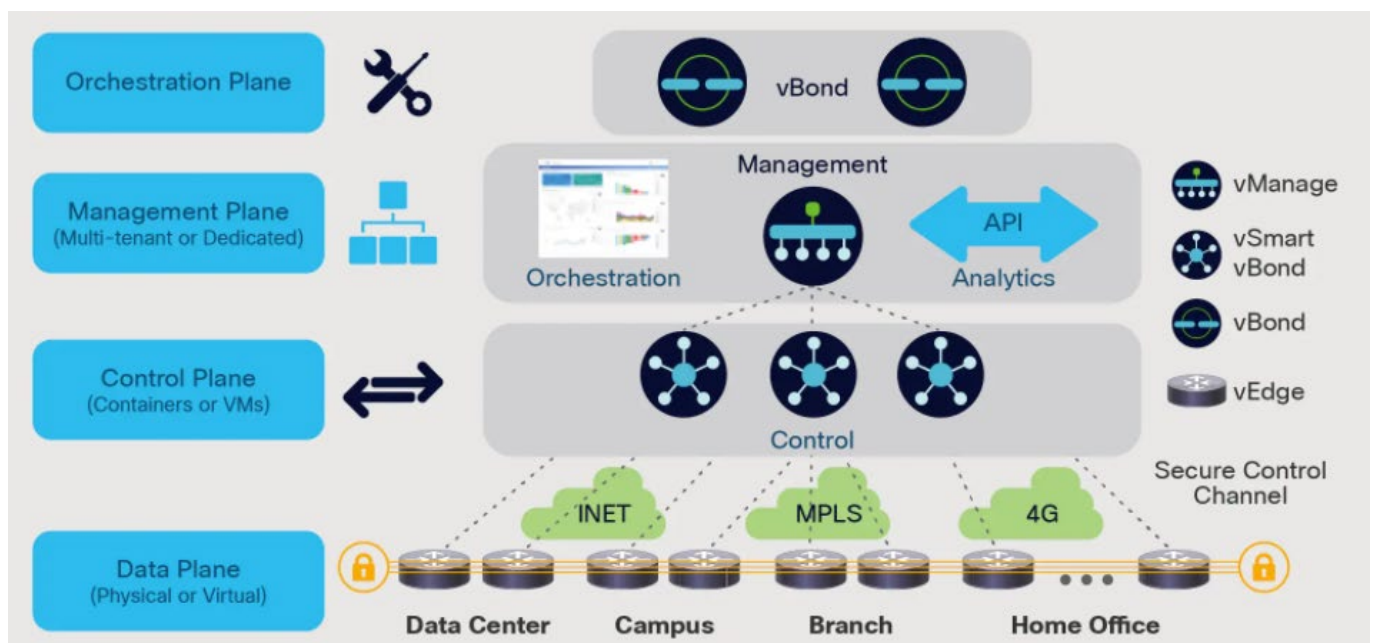 Orchestration Plane
vBond
Management Plane
(Multi-tenant or Dedicated)
Management
API
Orchestration
Analytics
vManage
vSmart
vBond
vBond
vEdge
Control Plane
(Containers or VMs)
Control
Secure Control
Channel
INET
MPLS
4G
Data Plane
(Physical or Virtual)
Data Center
Campus
Branch
Home Office